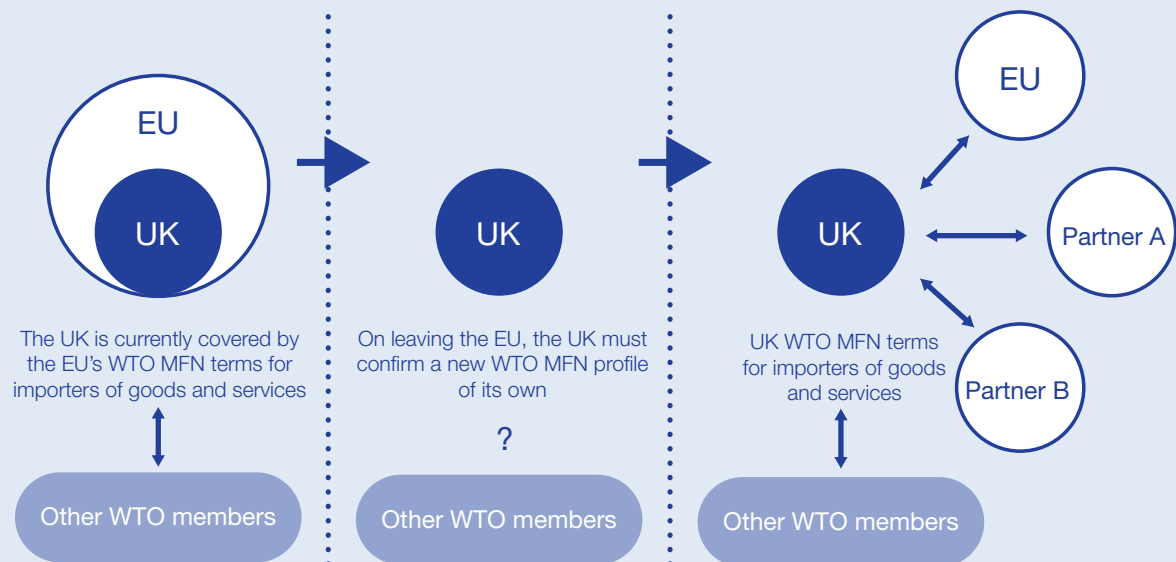 EU
UK
The UK is currently covered by
the EU's WTO MFN terms for
importers of goods and services
Other WTO members
UK
On leaving the EU, the UK must
confirm a new WTO MFN profile
of its own
?
Other WTO members
EU
UK
Partner A
Partner B
UK WTO MFN terms
for importers of goods
and services
Other WTO members